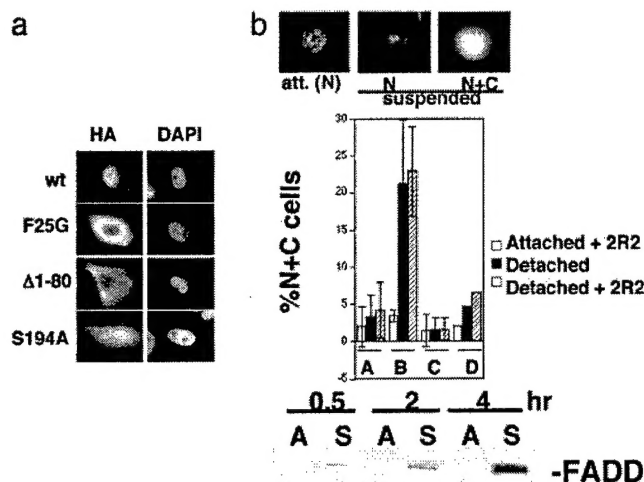 a
b
att. (N)
N
N+C
suspended
HA
DAPI
wt
F25G
Δ1-80
S194A
%N+C cells
30
25
20
15
10
5
0
-5
A
B
C
D
Attached + 2R2
Detached
Detached + 2R2
0.5
2
4
hr
A
S
A
S
A
S
-FADD